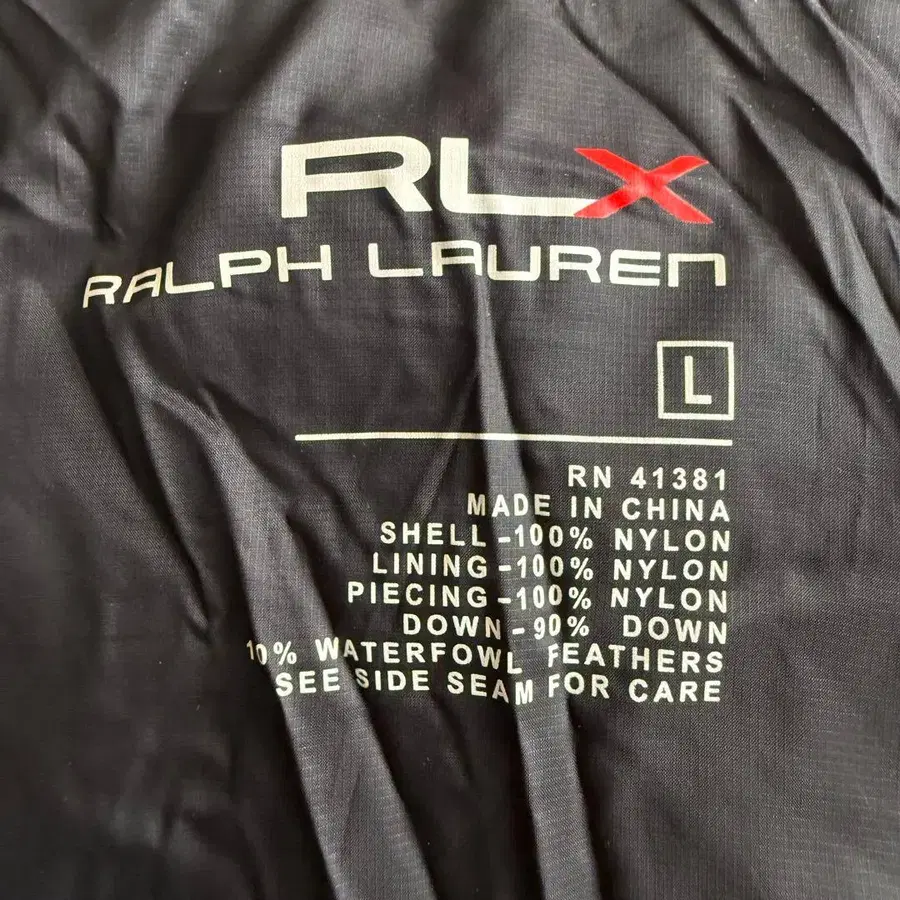 RLX
RALPH LAUREN
L
RN 41381
MADE IN CHINA
SHELL-100% NYLON
LINING-100% NYLON
PIECING-100% NYLON
DOWN-90% DOWN
10% WATERFOWL FEATHERS
SEE SIDE SEAM FOR CARE